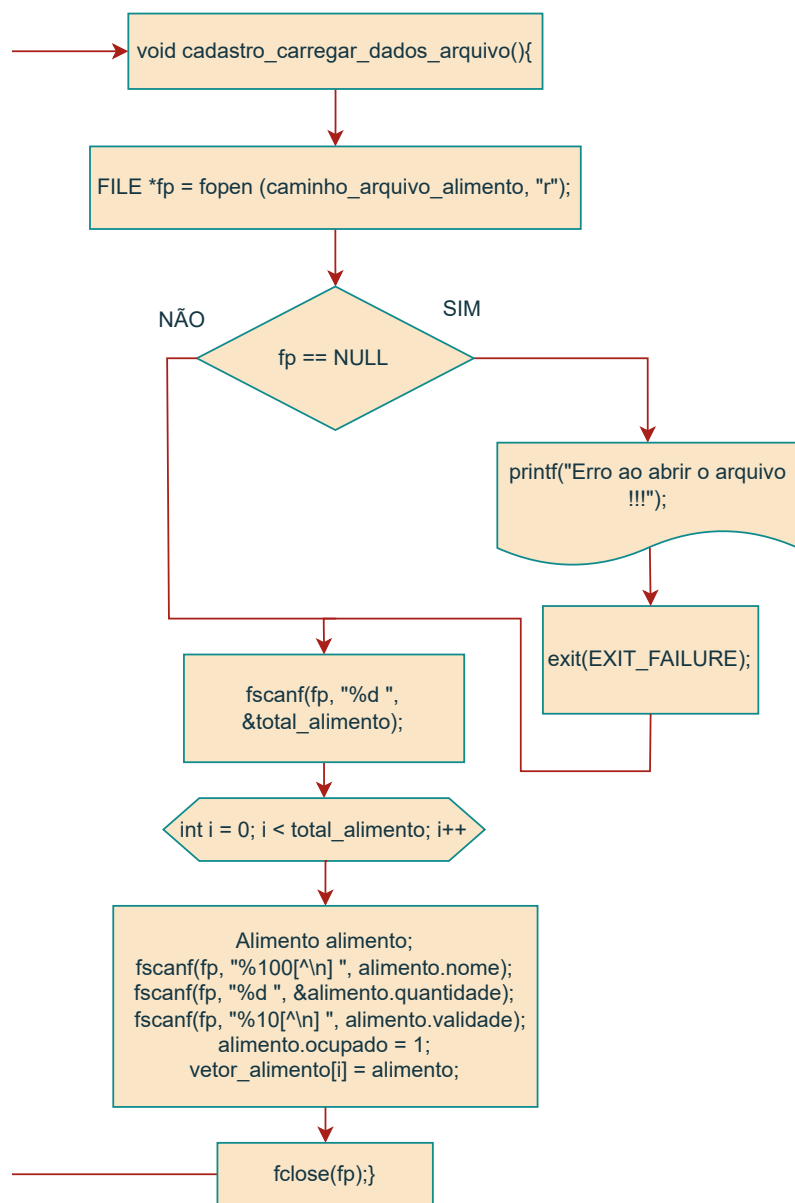 void cadastro_carregar_dados_arquivo(){
FILE *fp = fopen (caminho_arquivo_alimento, "r");
NÃO
SIM
fp == NULL
printf("Erro ao abrir o arquivo
!!!");
exit(EXIT_FAILURE);
fscanf(fp, "%d ",
&total_alimento);
int i = 0; i < total_alimento; i++
Alimento alimento;
fscanf(fp, "%100[^\n] ", alimento.nome);
fscanf(fp, "%d ", &alimento.quantidade);
fscanf(fp, "%10[^\n] ", alimento.validade);
alimento.ocupado = 1;
vetor_alimento[i] = alimento;
fclose(fp);}